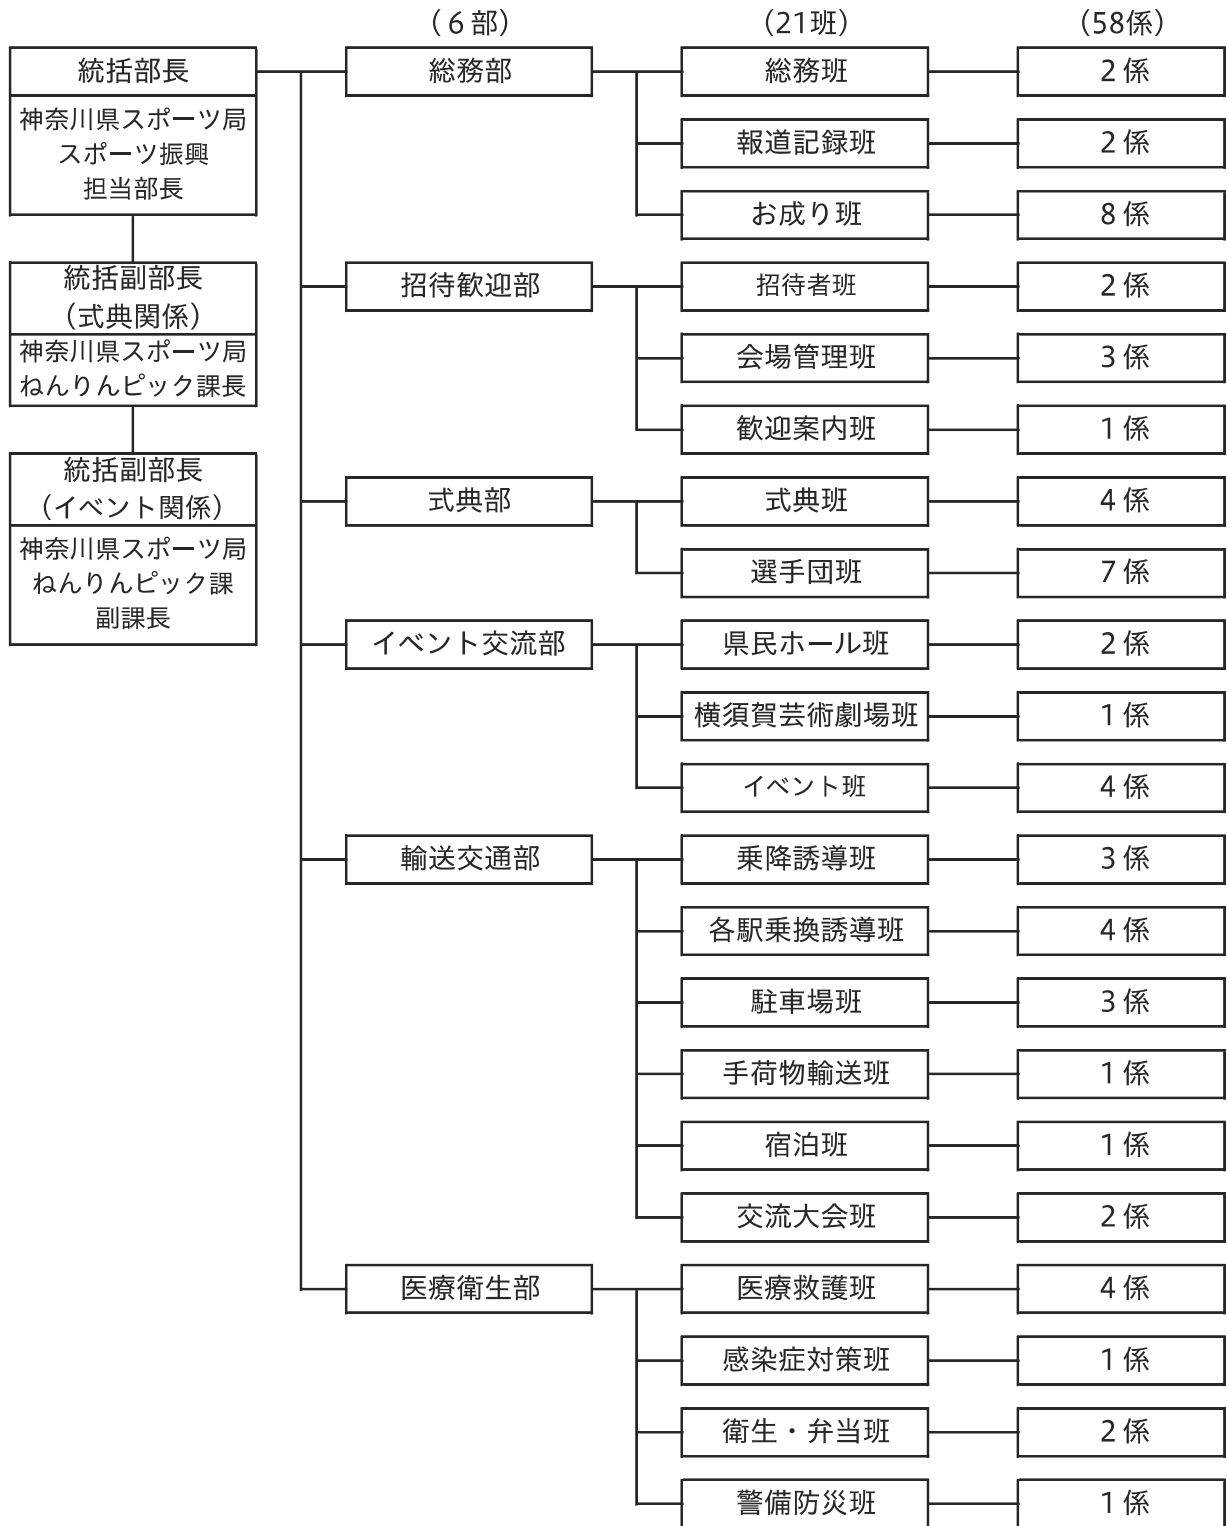 （6部）
（21班）
（58係）
統括部長
神奈川県スポーツ局
スポーツ振興
担当部長
統括副部長
（式典関係）
神奈川県スポーツ局
ねんりんピック課長
統括副部長
（イベント関係）
神奈川県スポーツ局
ねんりんピック課
副課長
総務部
総務班
2係
報道記録班
2係
お成り班
8係
招待歓迎部
招待者班
2係
会場管理班
3係
歓迎案内班
1係
式典部
式典班
4係
選手団班
7係
イベント交流部
県民ホール班
2係
横須賀芸術劇場班
1係
イベント班
4係
輸送交通部
乗降誘導班
3係
各駅乗換誘導班
4係
駐車場班
3係
手荷物輸送班
1係
宿泊班
1係
交流大会班
2係
医療衛生部
医療救護班
4係
感染症対策班
1係
衛生・弁当班
2係
警備防災班
1係